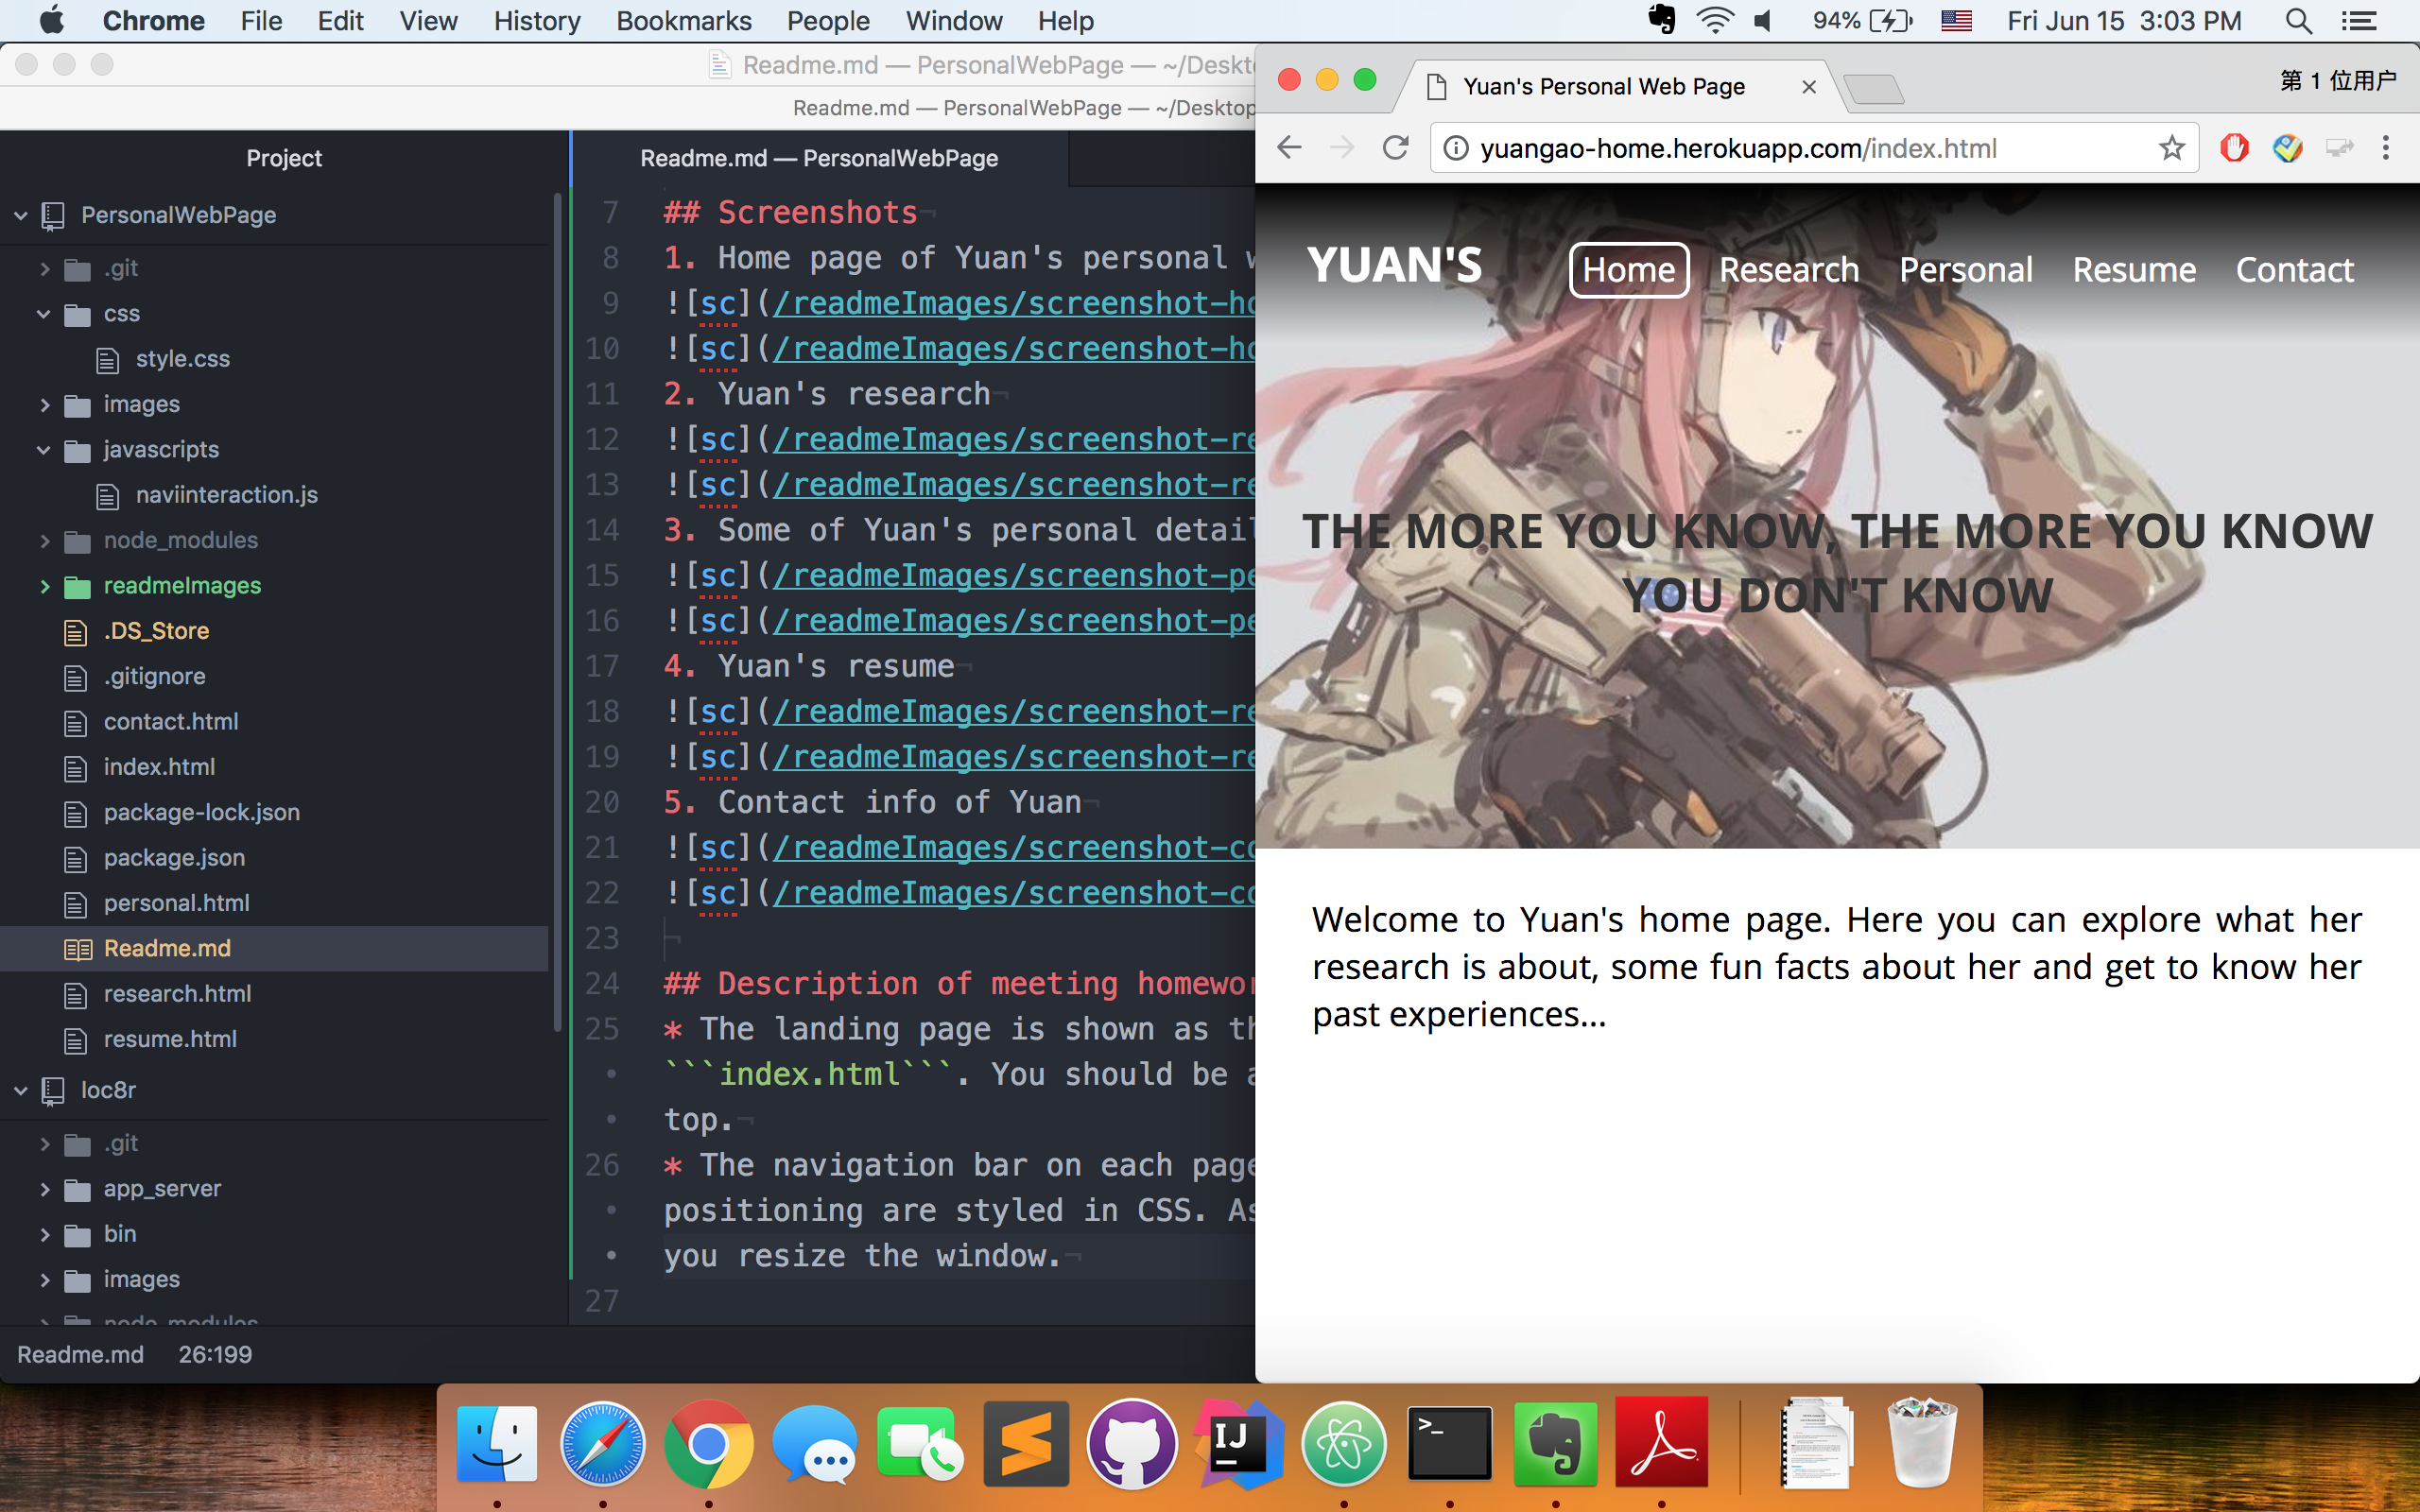 Chrome File Edit View History Bookmarks People Window Help 94% Fri Jun 15 3:03 PM
Readme.md — PersonalWebPage — ~/Deskto
Readme.md — PersonalWebPage — ~/Desktop
Project
PersonalWebPage
.git
css
style.css
images
javascripts
naviinteraction.js
node_modules
readmeImages
.DS_Store
.gitignore
contact.html
index.html
package-lock.json
package.json
personal.html
Readme.md
research.html
resume.html
loc8r
.git
app_server
bin
images
node_modules
Readme.md 26:199
Readme.md — PersonalWebPage
7 ## Screenshots¬
8 1. Home page of Yuan's personal w
9 ![sc](/readmeImages/screenshot-ho
10 ![sc](/readmeImages/screenshot-ho
11 2. Yuan's research¬
12 ![sc](/readmeImages/screenshot-re
13 ![sc](/readmeImages/screenshot-re
14 3. Some of Yuan's personal detail
15 ![sc](/readmeImages/screenshot-pe
16 ![sc](/readmeImages/screenshot-pe
17 4. Yuan's resume¬
18 ![sc](/readmeImages/screenshot-re
19 ![sc](/readmeImages/screenshot-re
20 5. Contact info of Yuan¬
21 ![sc](/readmeImages/screenshot-co
22 ![sc](/readmeImages/screenshot-co
23 ¬
24 ## Description of meeting homewor
25 * The landing page is shown as th
• ```index.html```. You should be a
• top.¬
26 * The navigation bar on each page
• positioning are styled in CSS. As
• you resize the window.¬
27
Yuan's Personal Web Page
第 1 位用户
yuangao-home.herokuapp.com/index.html
YUAN'S Home Research Personal Resume Contact
THE MORE YOU KNOW, THE MORE YOU KNOW
YOU DON'T KNOW
Welcome to Yuan's home page. Here you can explore what her
research is about, some fun facts about her and get to know her
past experiences...
IJ
>_